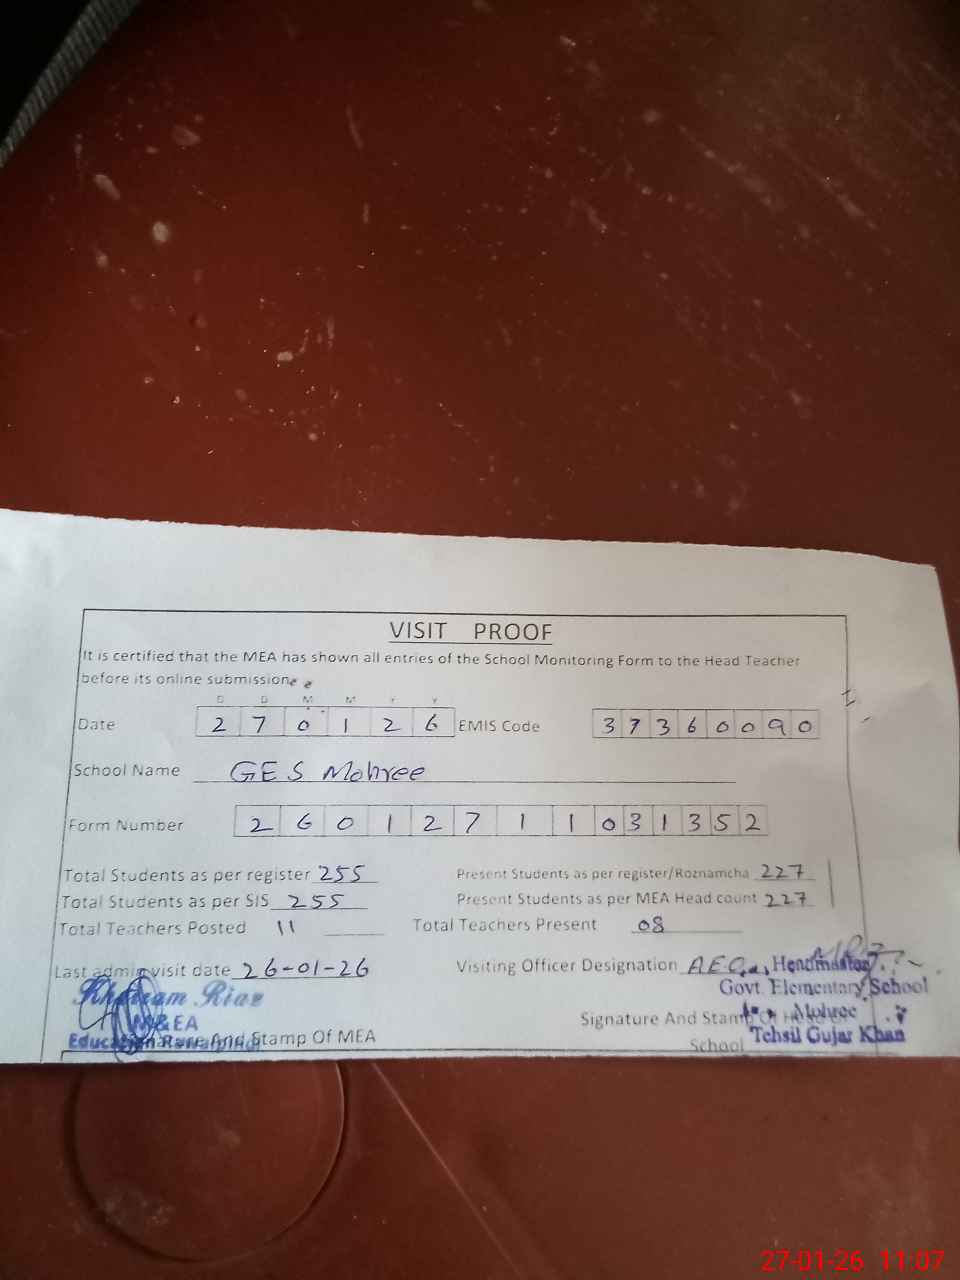 VISIT PROOF
It is certified that the MEA has shown all entries of the School Monitoring Form to the Head Teacher
before its online submission
D D M M Y Y
Date 2 7 0 1 2 6 EMIS Code 3 7 3 6 0 0 9 0
School Name GES Mohree
Form Number 2 6 0 1 2 7 1 1 0 3 1 3 5 2
Total Students as per register 255 Present Students as per register/Roznamcha 227
Total Students as per SIS 255 Present Students as per MEA Head count 227
Total Teachers Posted 11 Total Teachers Present 08
Last admin visit date 26-01-26 Visiting Officer Designation A.E.O. Headmaster
Khurram Riaz Govt. Elementary School
M&EA Signature And Stamp Of Mohree
Education And Stamp Of MEA School Tehsil Gujar Khan
27-01-26 11:07